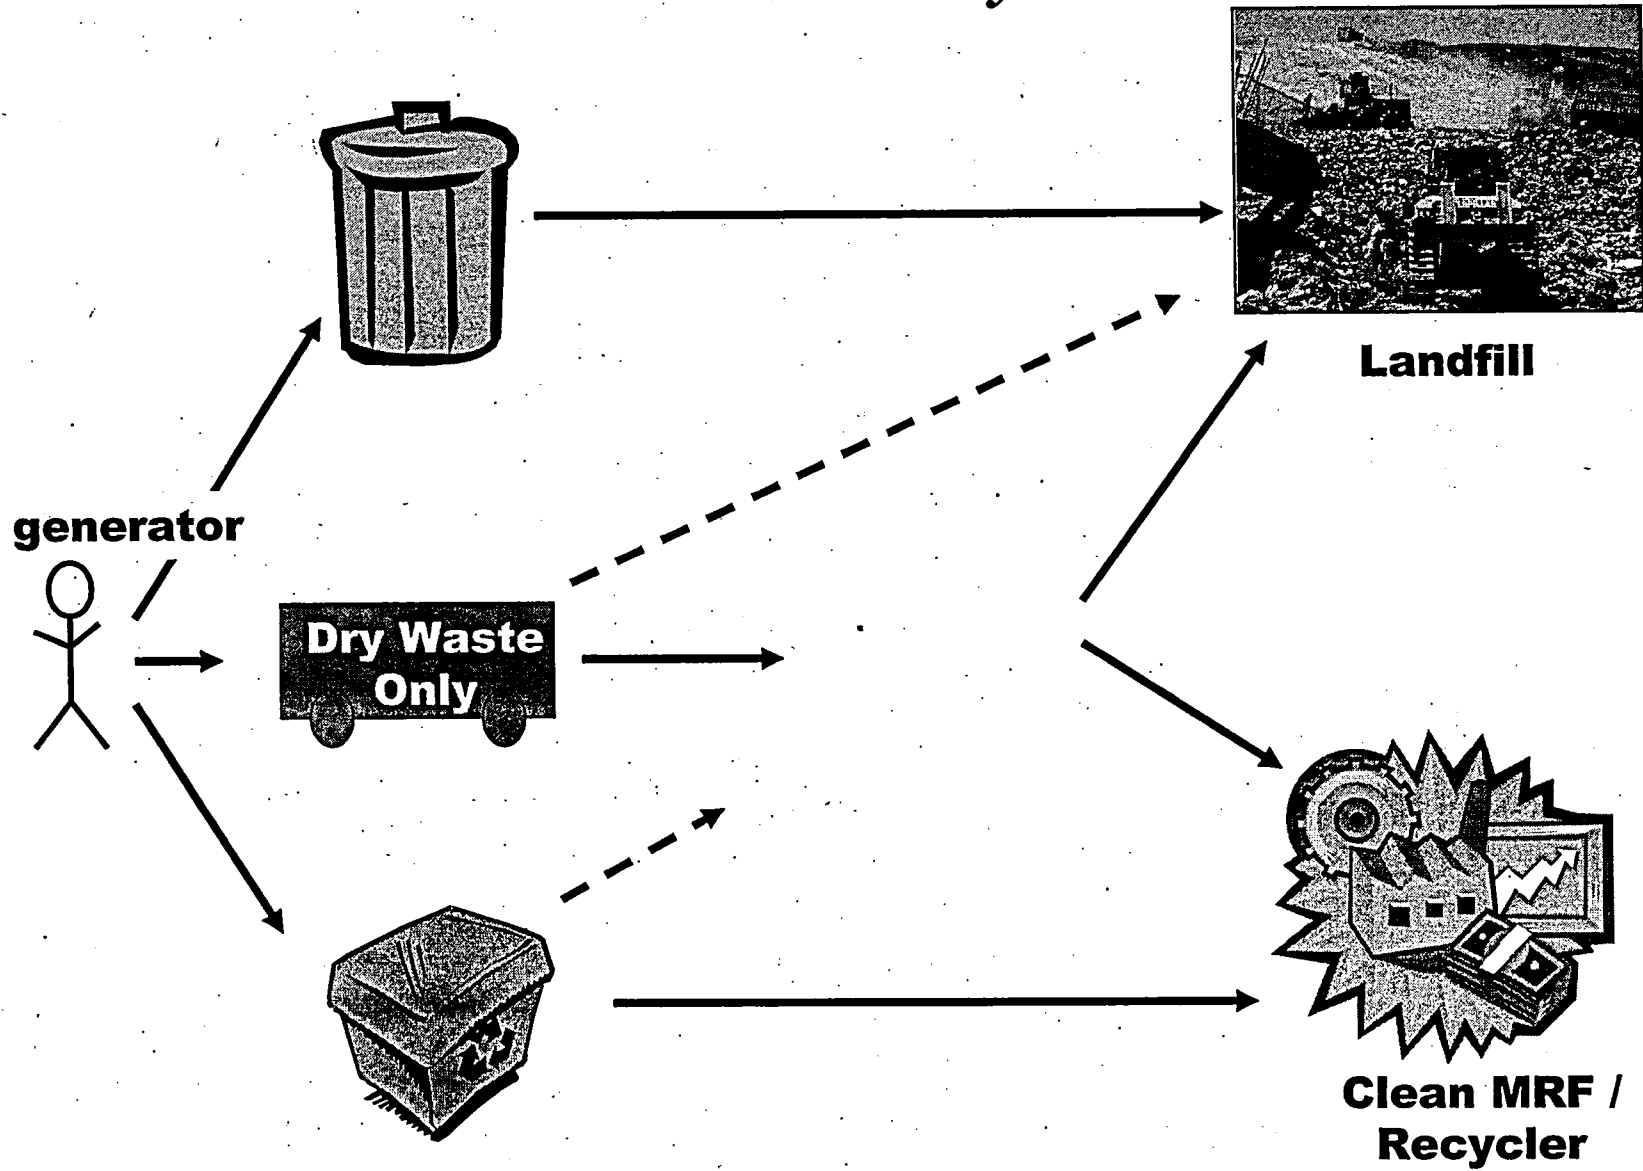 Landfill
generator
Dry Waste
Only
Clean MRF /
Recycler